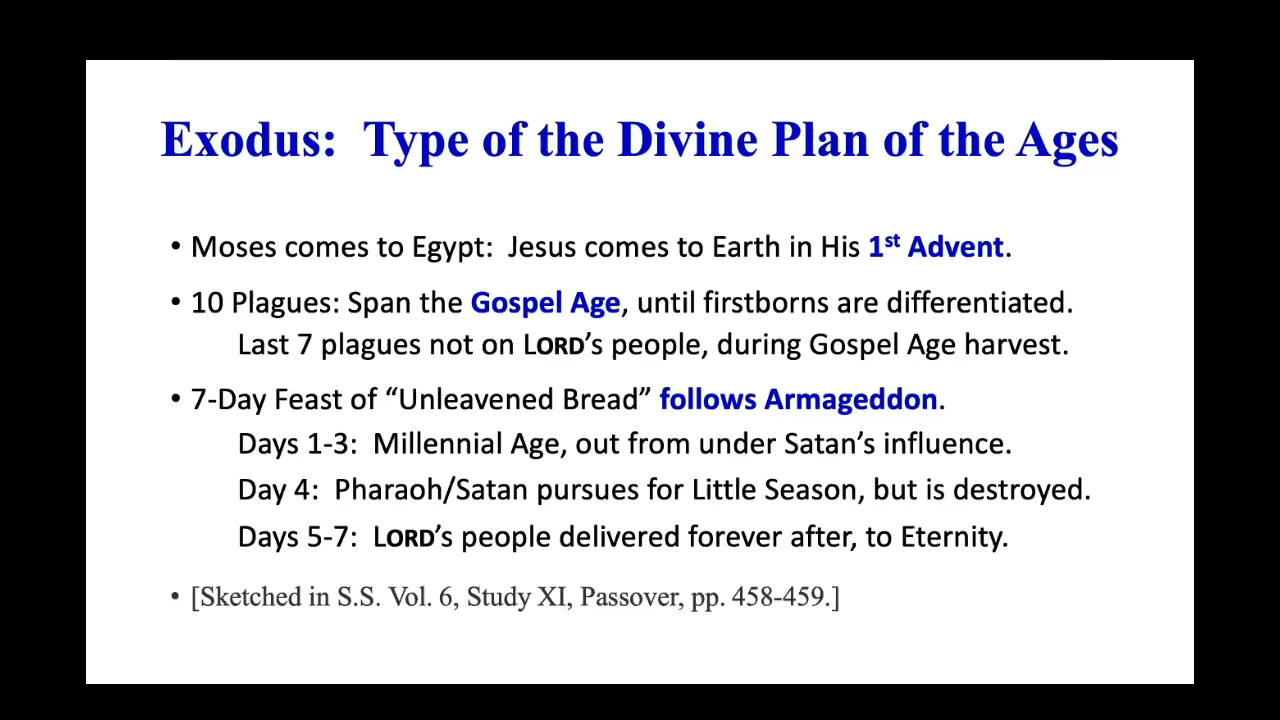 Exodus:  Type of the Divine Plan of the Ages
• Moses comes to Egypt:  Jesus comes to Earth in His 1st Advent.
• 10 Plagues: Span the Gospel Age, until firstborns are differentiated.
Last 7 plagues not on LORD’s people, during Gospel Age harvest.
• 7-Day Feast of “Unleavened Bread” follows Armageddon.
Days 1-3:  Millennial Age, out from under Satan’s influence.
Day 4:  Pharaoh/Satan pursues for Little Season, but is destroyed.
Days 5-7:  LORD’s people delivered forever after, to Eternity.
• [Sketched in S.S. Vol. 6, Study XI, Passover, pp. 458-459.]